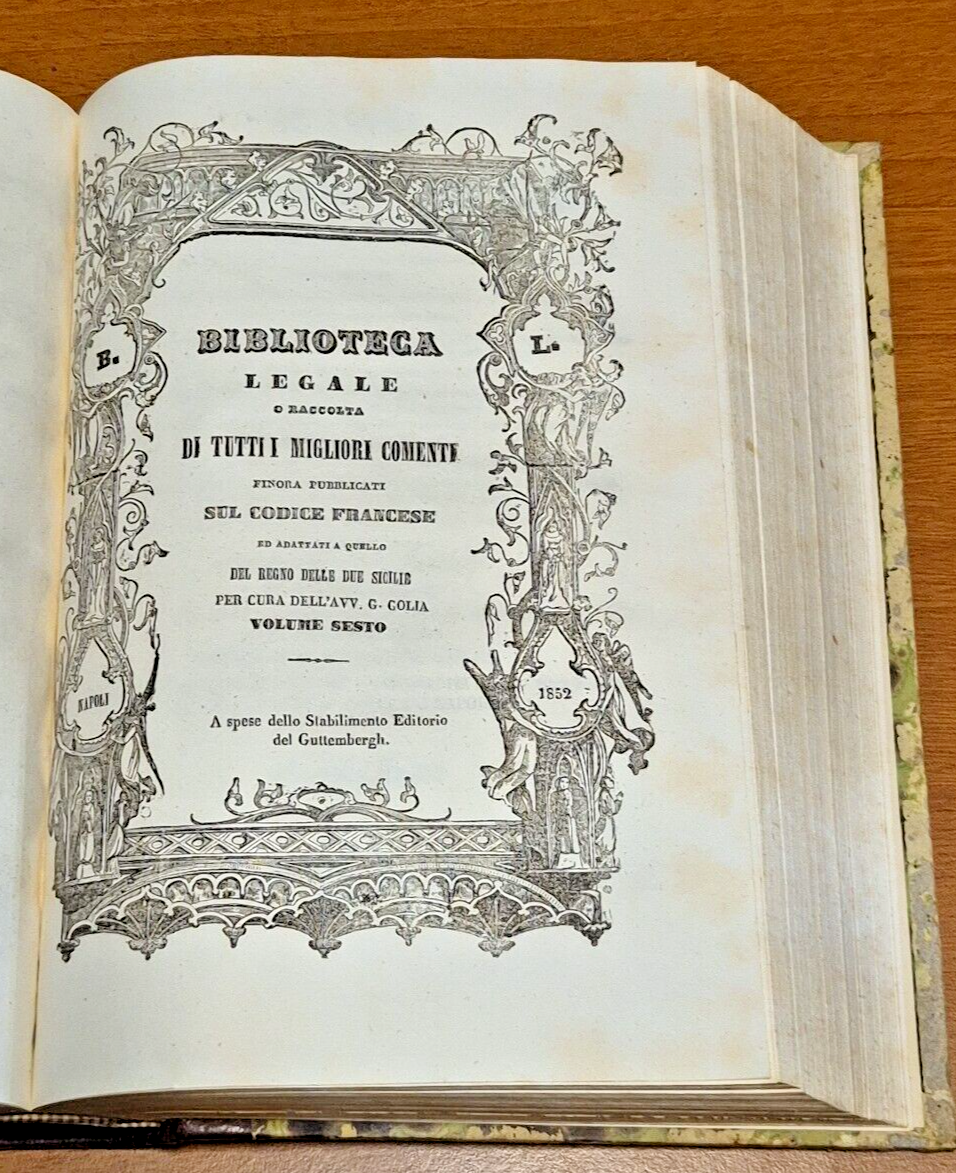 BIBLIOTECA
B.
L.
LEGALE
O RACCOLTA
DI TUTTI I MIGLIORI COMENTI
FINORA PUBBLICATI
SUL CODICE FRANCESE
ED ADATTATI A QUELLO
DEL REGNO DELLE DUE SICILIE
PER CURA DELL'AVV. G. GOLIA
VOLUME SESTO
NAPOLI
1852
A spese dello Stabilimento Editorio
del Guttembergh.